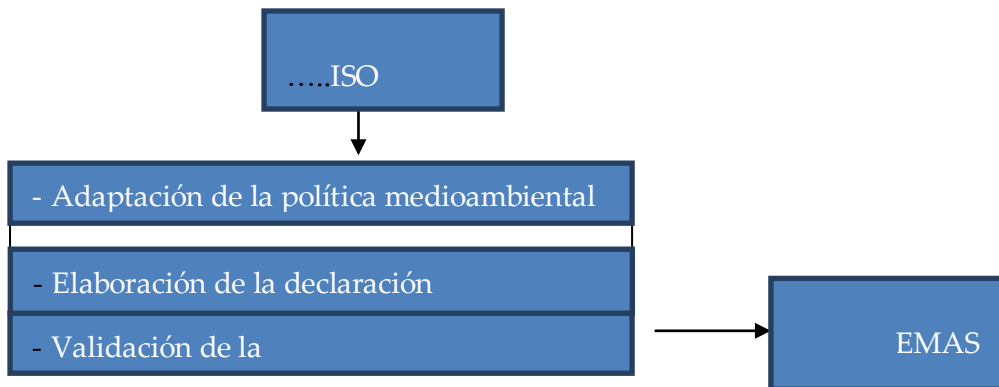 …..ISO
- Adaptación de la política medioambiental
- Elaboración de la declaración
- Validación de la
EMAS